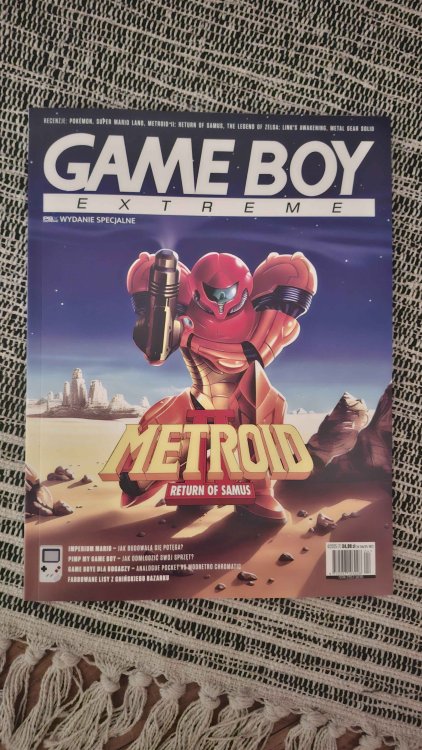 RECENZJE: POKÉMON, SUPER MARIO LAND, METROID II: RETURN OF SAMUS, THE LEGEND OF ZELDA: LINK'S AWAKENING, METAL GEAR SOLID
GAME BOY
EXTREME
WYDANIE SPECJALNE
METROID
II
RETURN OF SAMUS
IMPERIUM MARIO – JAK BUDOWAŁA SIĘ POTĘGA?
PIMP MY GAME BOY – JAK ODMŁODZIĆ SWÓJ SPRZĘT?
GAME BOYE DLA BOGACZY – ANALOGUE POCKET VS MODRETRO CHROMATIC
FARBOWANE LISY Z CHIŃSKIEGO BAZARKU